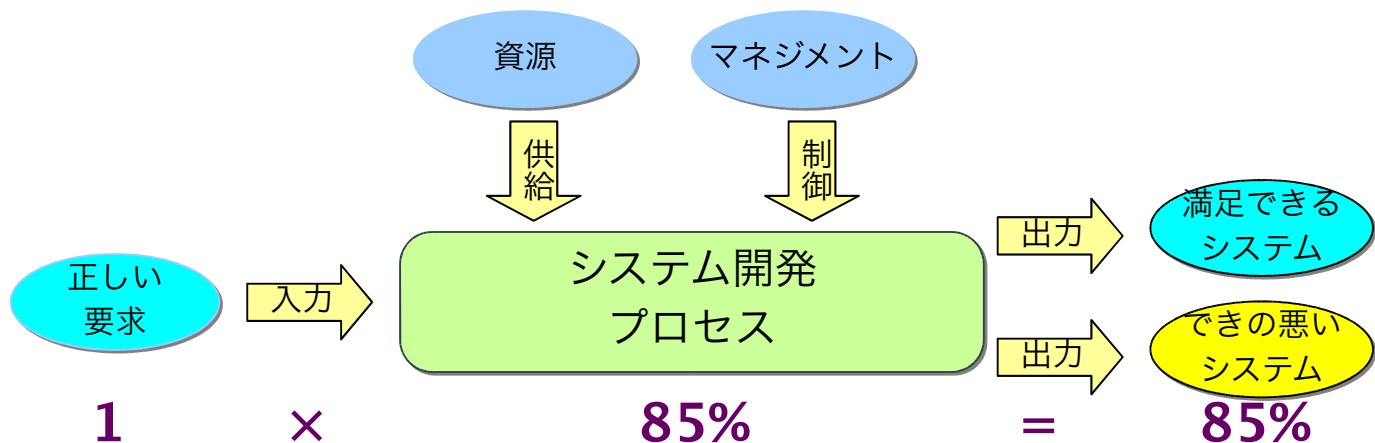 資源
マネジメント
供給
制御
正しい
要求
入力
システム開発
プロセス
出力
満足できる
システム
出力
できの悪い
システム
1 × 85% = 85%